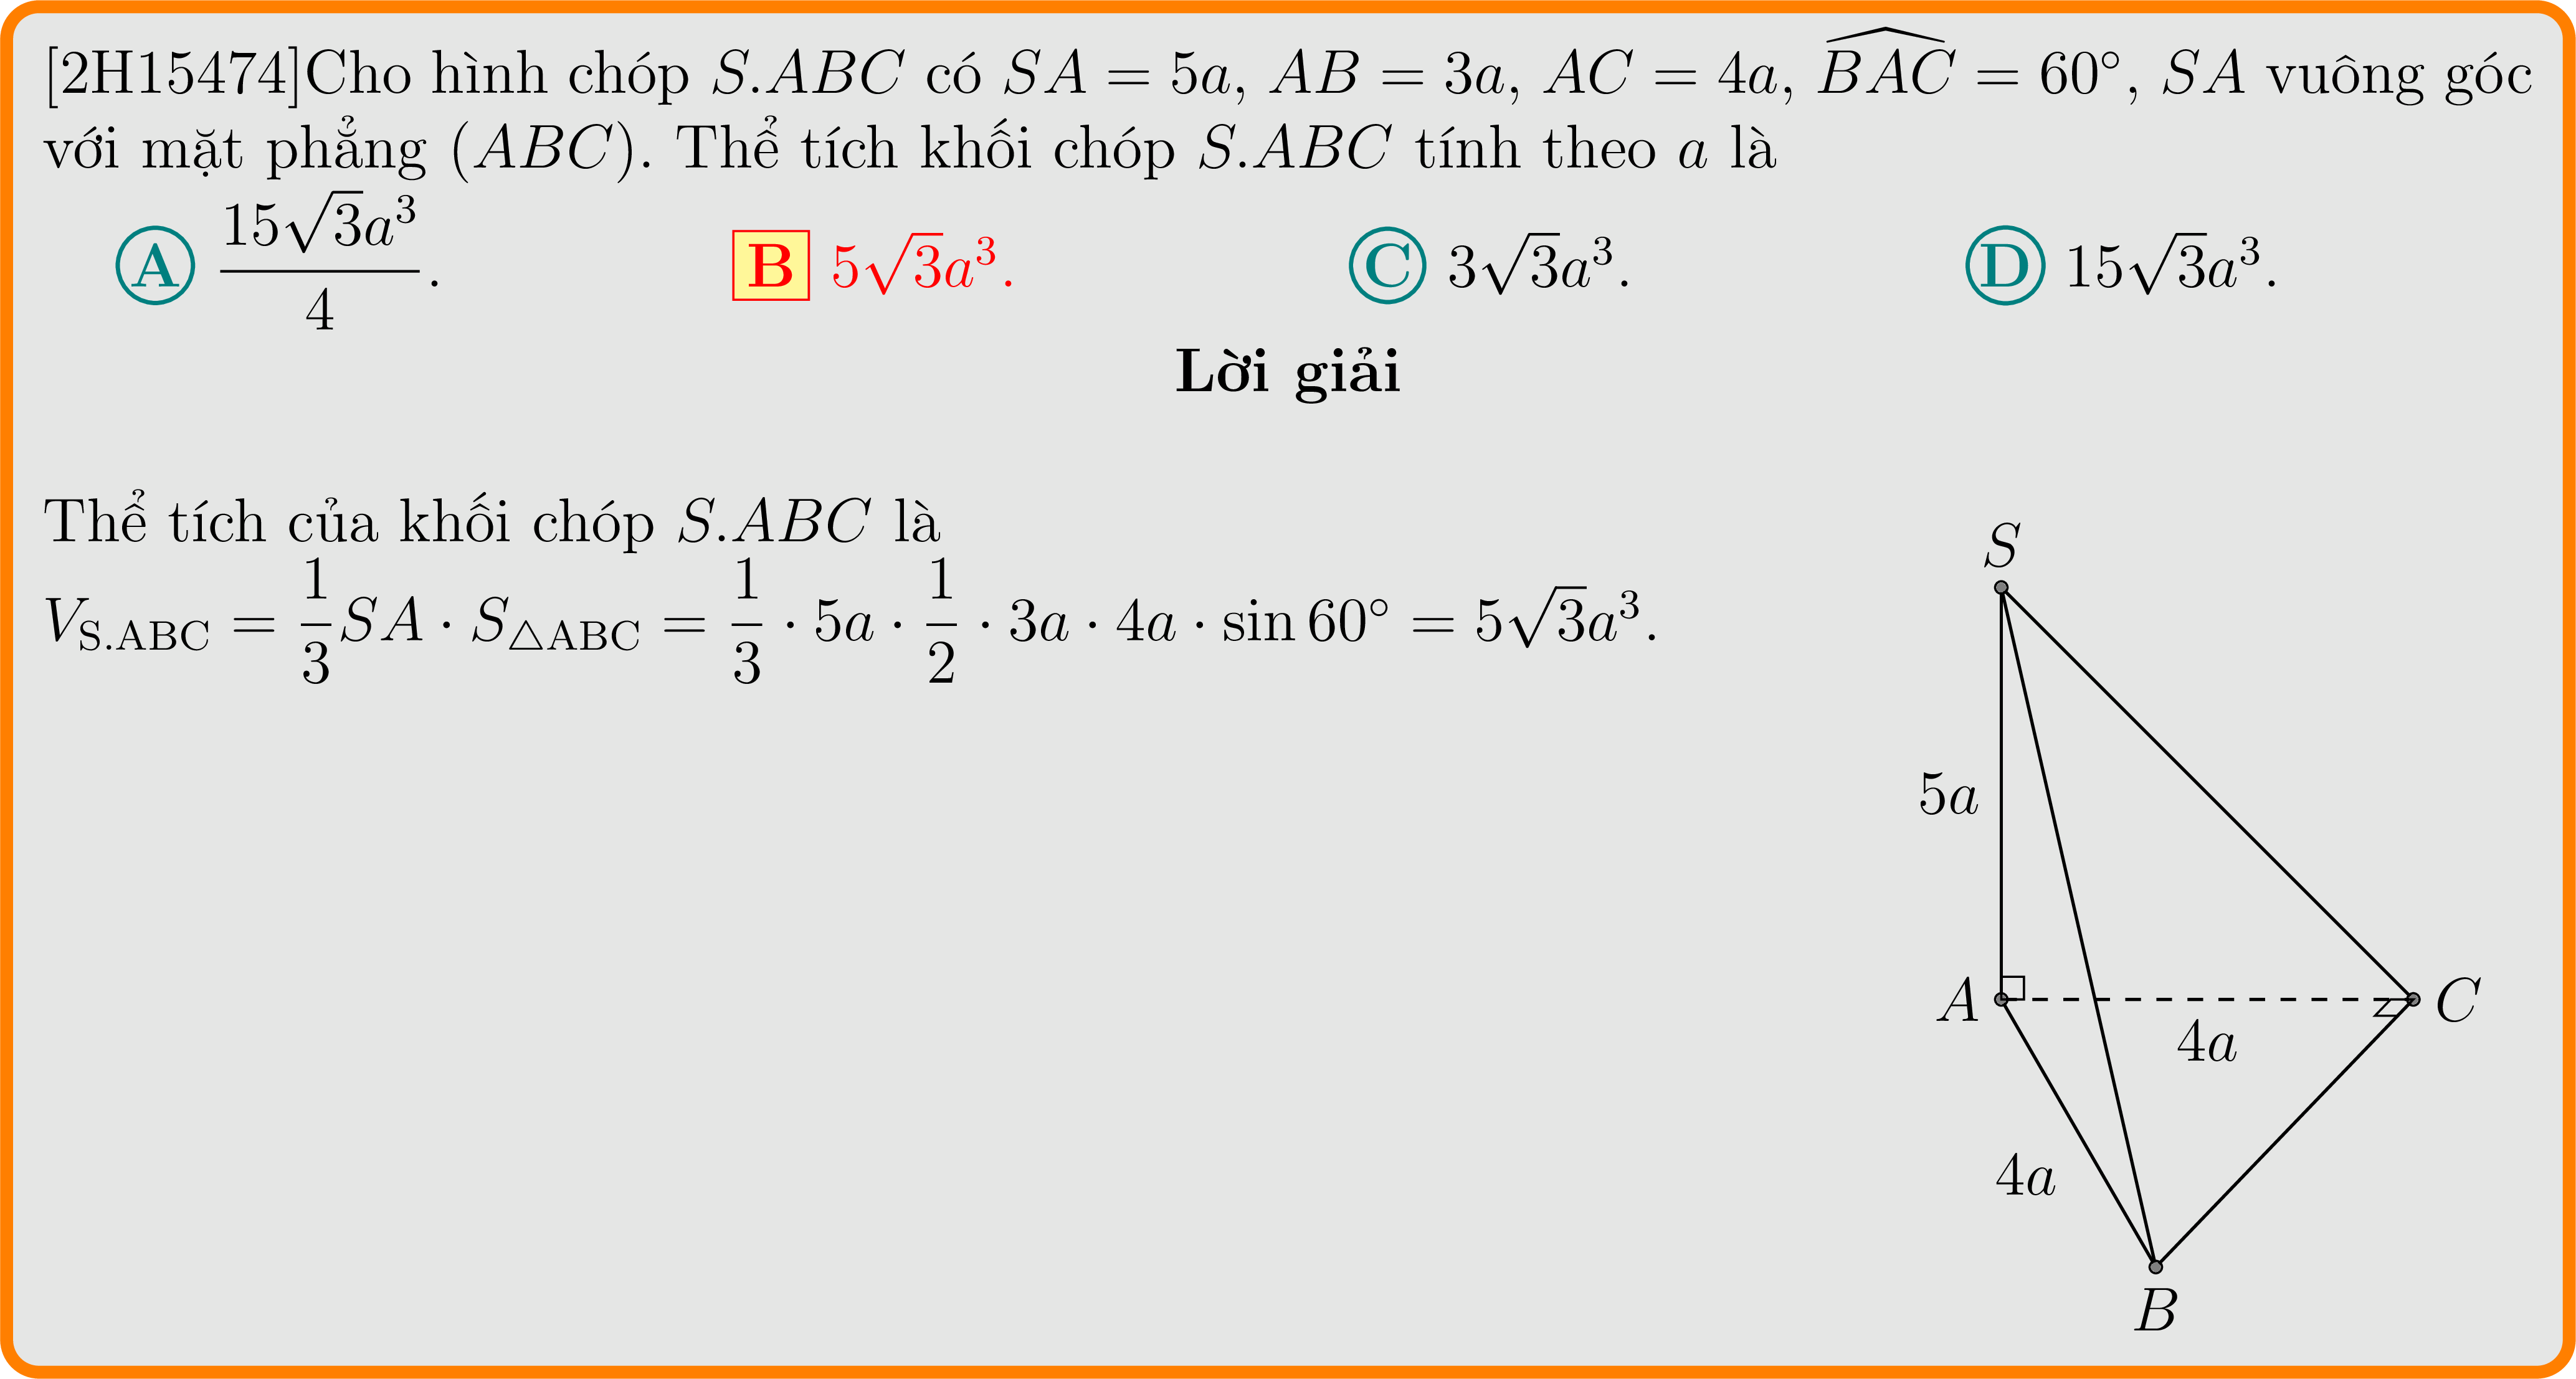 [2H15474]Cho hình chóp S.ABC có SA = 5a, AB = 3a, AC = 4a, $\widehat{BAC}$ = 60°, SA vuông góc
với mặt phẳng (ABC). Thể tích khối chóp S.ABC tính theo a là
A $\frac{15\sqrt{3}a^3}{4}$. B $5\sqrt{3}a^3$. C $3\sqrt{3}a^3$. D $15\sqrt{3}a^3$.
Lời giải
Thể tích của khối chóp S.ABC là
$V_{S.ABC} = \frac{1}{3}SA \cdot S_{\triangle ABC} = \frac{1}{3} \cdot 5a \cdot \frac{1}{2} \cdot 3a \cdot 4a \cdot \sin 60° = 5\sqrt{3}a^3$.
S
5a
A
C
4a
4a
B